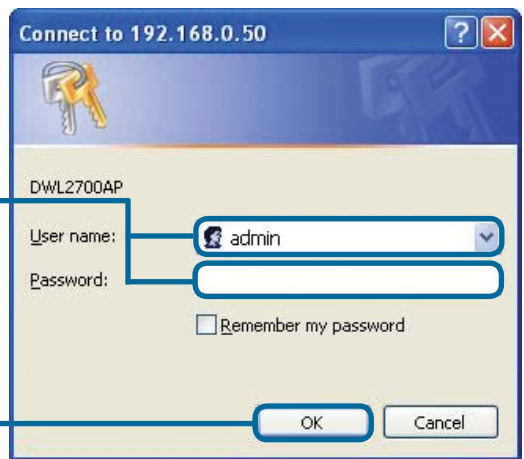 Connect to 192.168.0.50
DWL2700AP
User name:
admin
Password:
Remember my password
OK
Cancel